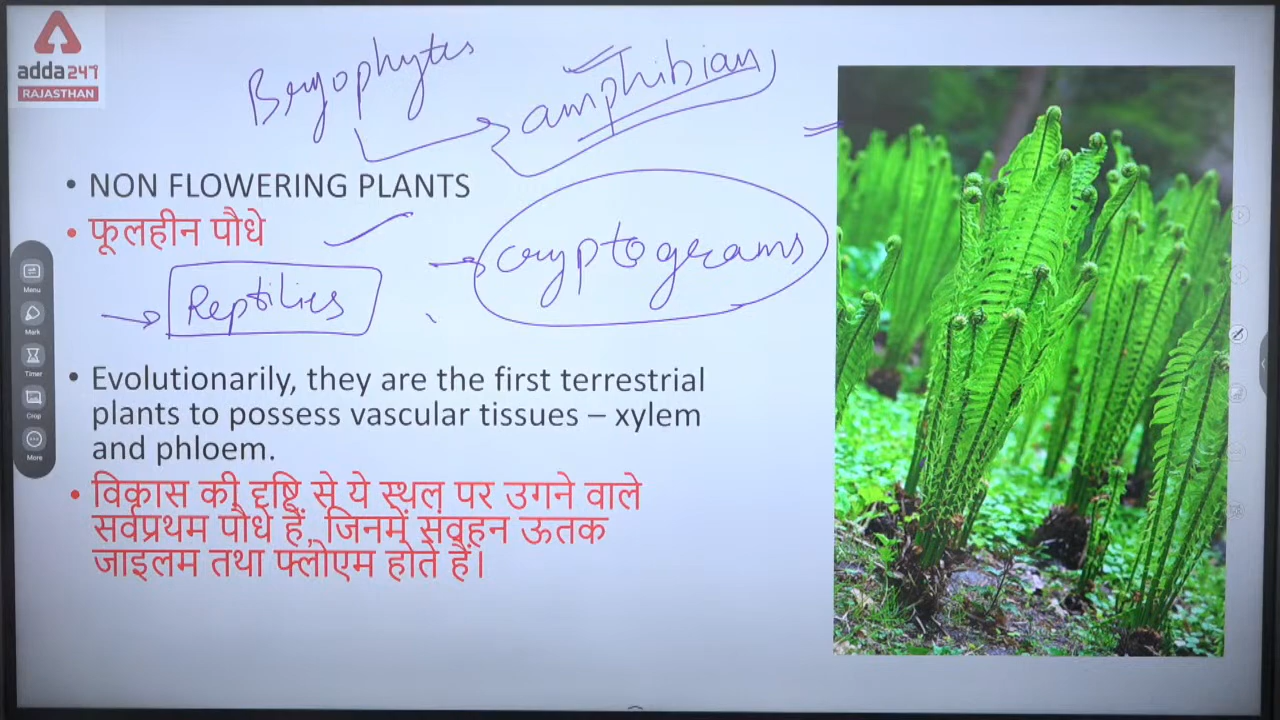 adda247
RAJASTHAN
Bryophytes
amphibian
• NON FLOWERING PLANTS
• फूलहीन पौधे
cryptograms
Reptilies
Menu
Mark
Timer
Crop
More
• Evolutionarily, they are the first terrestrial
plants to possess vascular tissues – xylem
and phloem.
• विकास की दृष्टि से ये स्थल पर उगने वाले
सर्वप्रथम पौधे हैं, जिनमें संवहन ऊतक
जाइलम तथा फ्लोएम होते हैं।